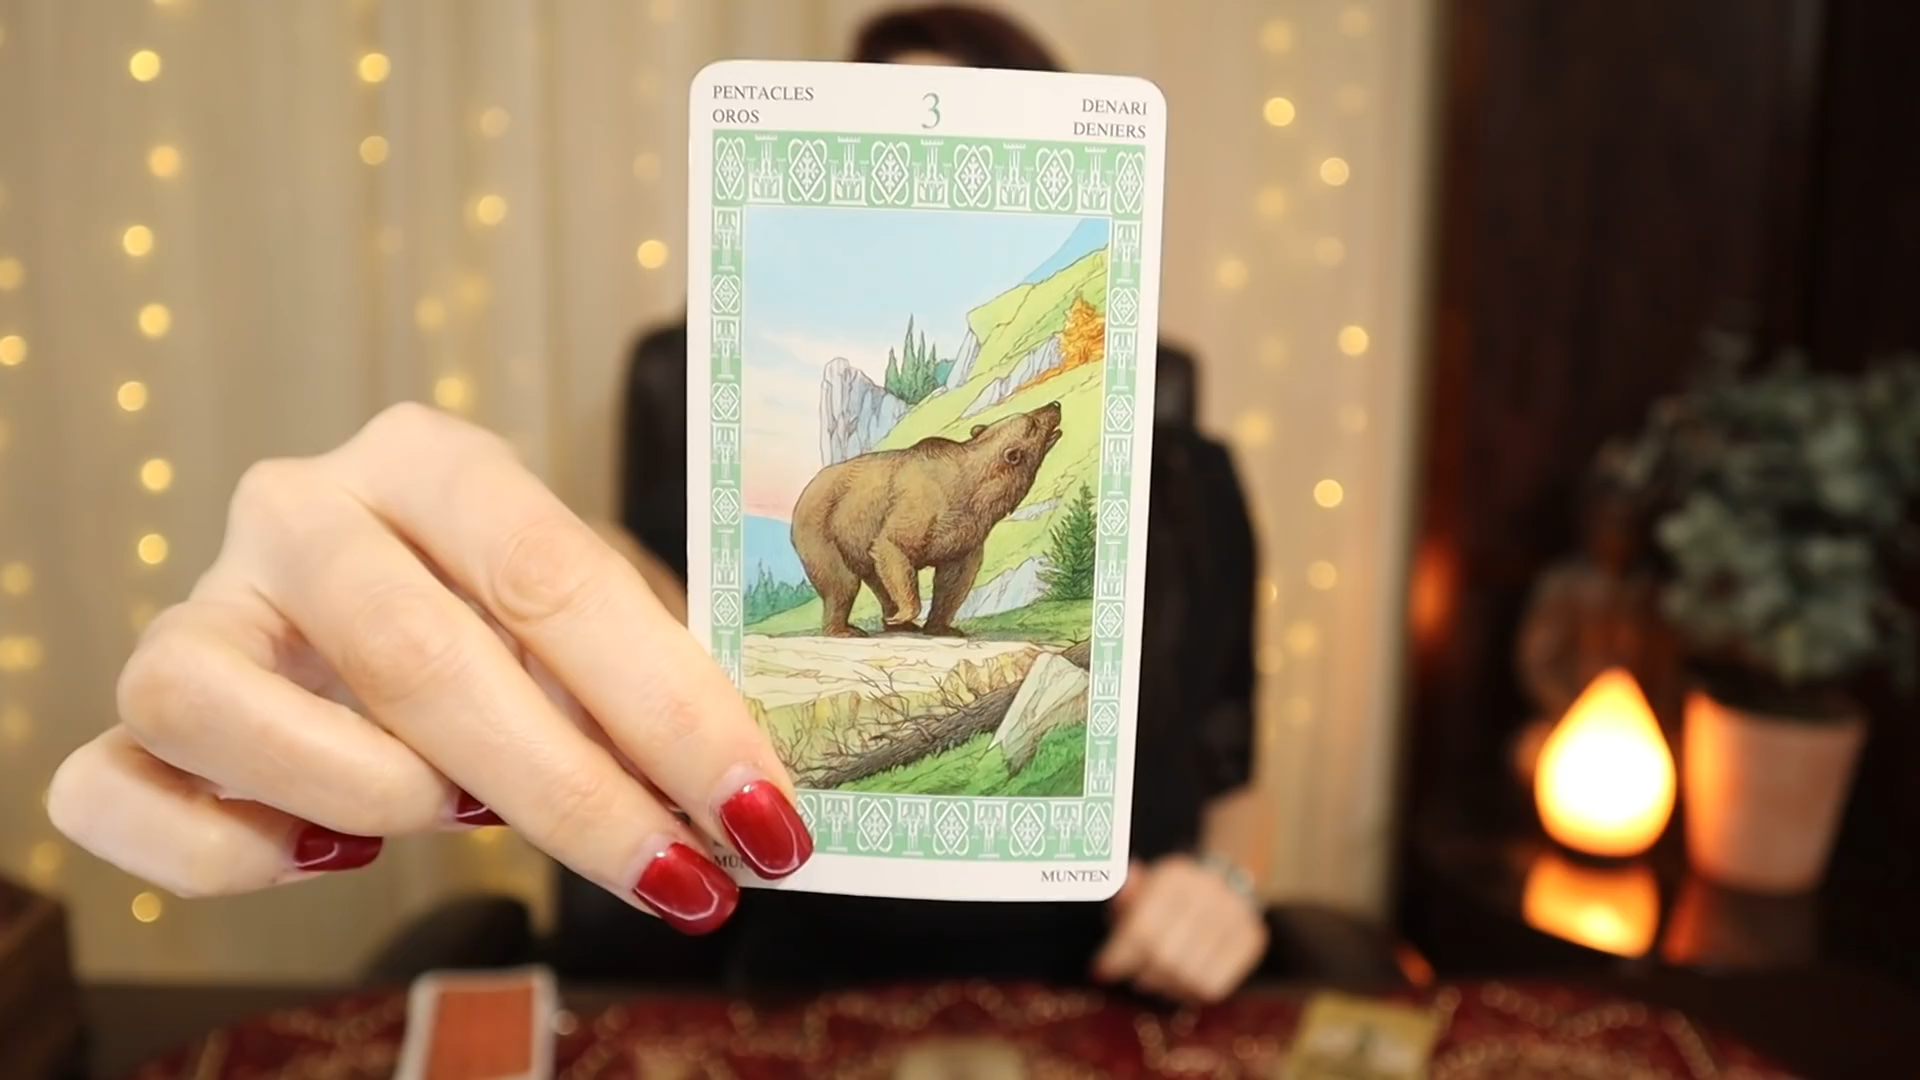 PENTACLES
OROS
3
DENARI
DENIERS
MUNTEN